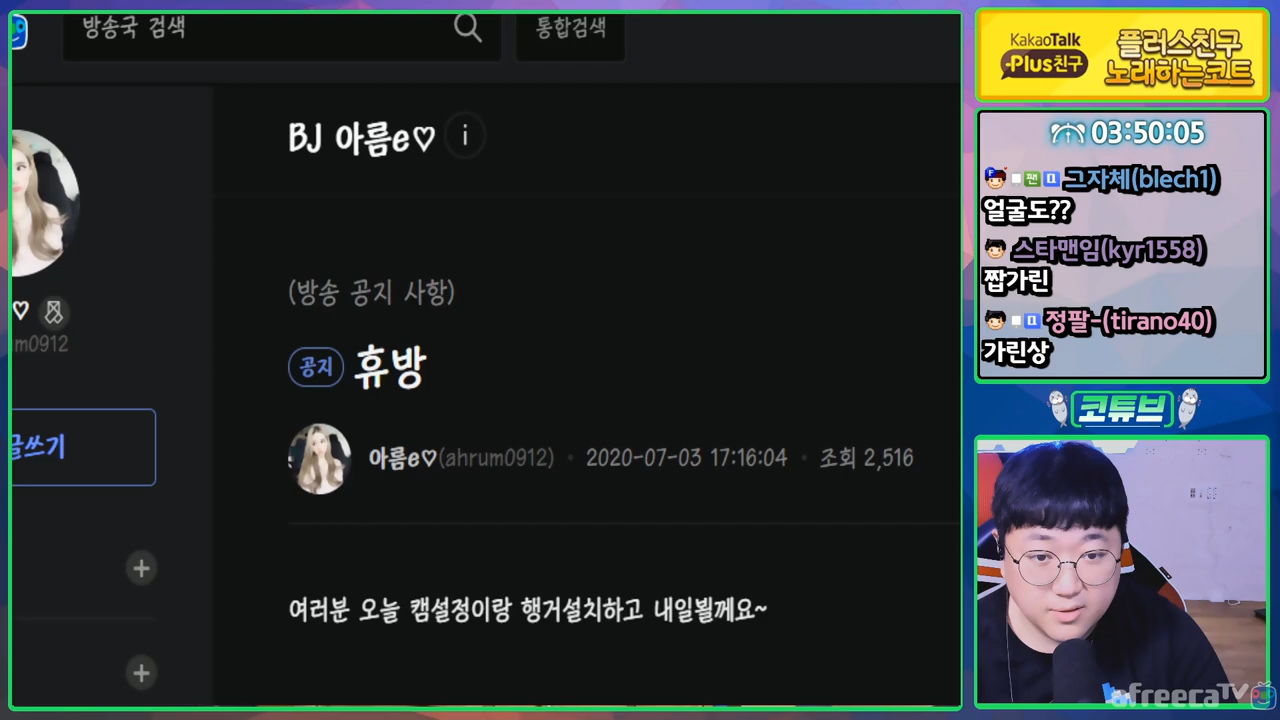 방송국 검색
통합검색
BJ 아름e♡ i
♡
m0912
글쓰기
(방송 공지 사항)
공지 휴방
아름e♡(ahrum0912) • 2020-07-03 17:16:04 • 조회 2,516
여러분 오늘 캠설정이랑 행거설치하고 내일뵐께요~
KakaoTalk
Plus친구
플러스친구
노래하는코트
03:50:05
F 팬 그자체(blech1)
얼굴도??
스타맨임(kyr1558)
짭가린
정팔-(tirano40)
가린상
코튜브
afreecaTV